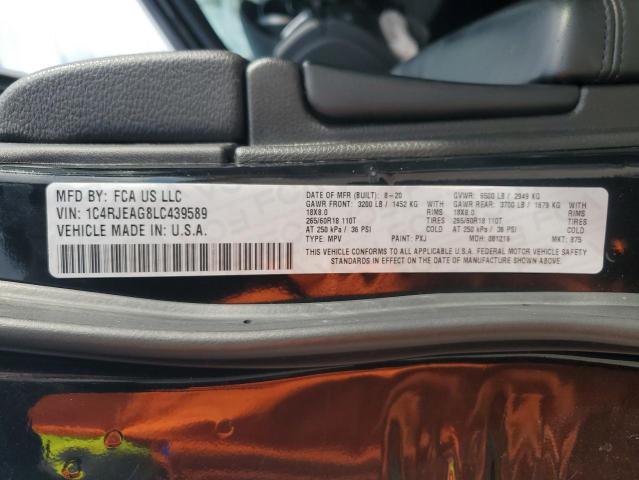 MFD BY: FCA US LLC
VIN: 1C4RJEAG8LC439589
VEHICLE MADE IN: U.S.A.
DATE OF MFR (BUILT): 8-20 GVWR: 6500 LB / 2949 KG
GAWR FRONT: 3200 LB / 1452 KG WITH GAWR REAR: 3700 LB / 1679 KG WITH
18X8.0 RIMS 18X8.0 RIMS
265/60R18 110T TIRES 265/60R18 110T TIRES
AT 250 kPa / 36 PSI COLD AT 250 kPa / 36 PSI COLD
TYPE: MPV PAINT: PXJ MDH: 081219 MKT: 875
THIS VEHICLE CONFORMS TO ALL APPLICABLE U.S.A. FEDERAL MOTOR VEHICLE SAFETY
STANDARDS IN EFFECT ON THE DATE OF MANUFACTURE SHOWN ABOVE.